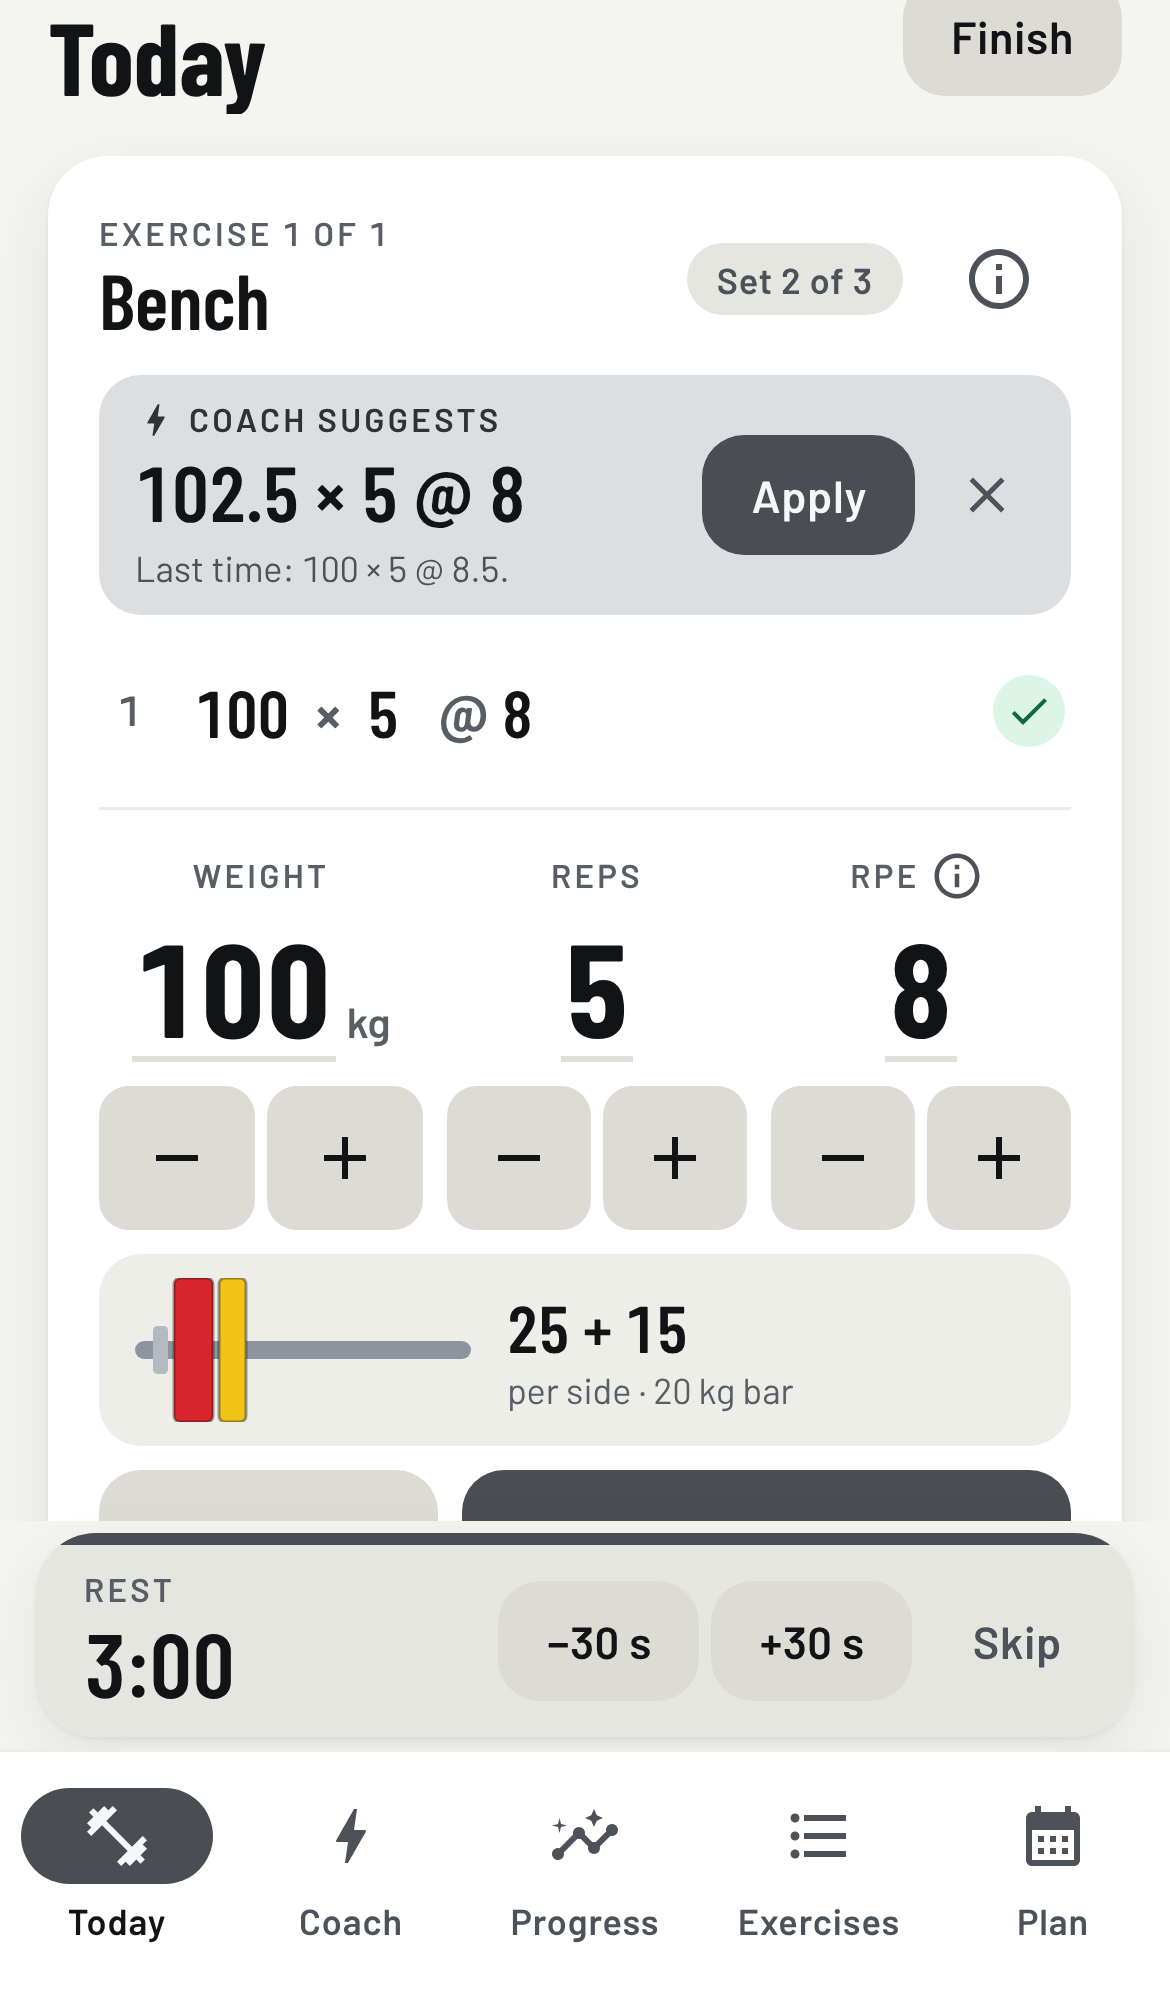 Today
Finish
EXERCISE 1 OF 1
Bench
Set 2 of 3
COACH SUGGESTS
102.5 × 5 @ 8
Last time: 100 × 5 @ 8.5.
Apply
1 100 × 5 @ 8
WEIGHT REPS RPE
100 kg 5 8
25 + 15
per side · 20 kg bar
REST
3:00
−30 s +30 s Skip
Today Coach Progress Exercises Plan